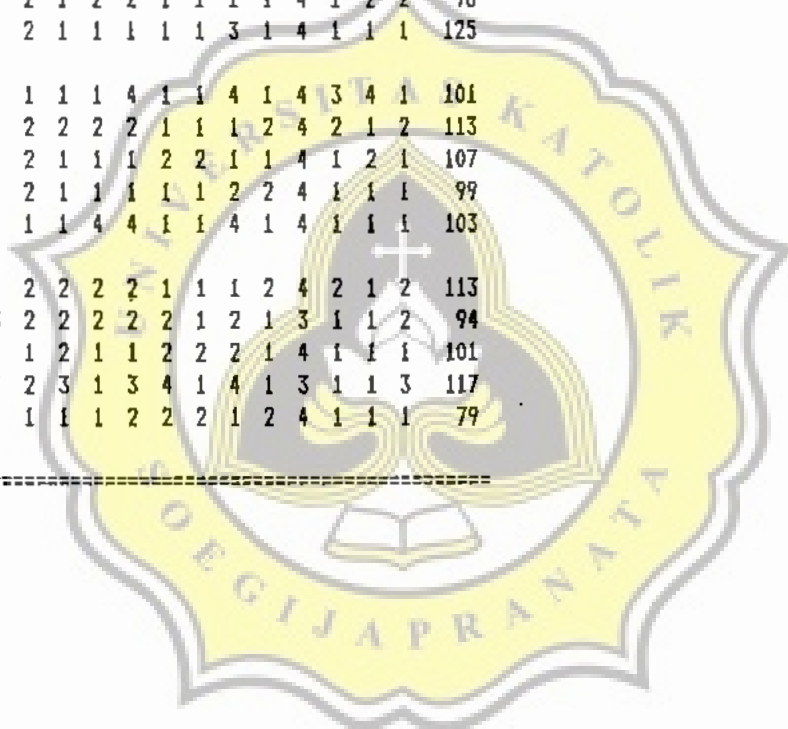 2 1 1 1 1 1 3 1 4 1 1 1 125
1 1 1 4 1 1 4 1 4 3 4 1 101
2 2 2 2 1 1 1 2 4 2 1 2 113
2 1 1 1 2 2 1 1 4 1 2 1 107
2 1 1 1 1 1 2 2 4 1 1 1 99
1 1 4 4 1 1 4 1 4 1 1 1 103
2 2 2 2 1 1 1 2 4 2 1 2 113
2 2 2 2 2 1 2 1 3 1 1 2 94
1 2 1 1 2 2 2 1 4 1 1 1 101
2 3 1 3 4 1 4 1 3 1 1 3 117
1 1 1 2 2 2 1 2 4 1 1 1 79
UNIVERSITAS KATOLIK
SOEGIJAPRANATA